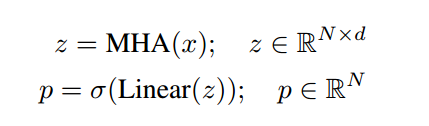 z = MHA(x);   z ∈ ℝ^{N×d}
p = σ(Linear(z));   p ∈ ℝ^N